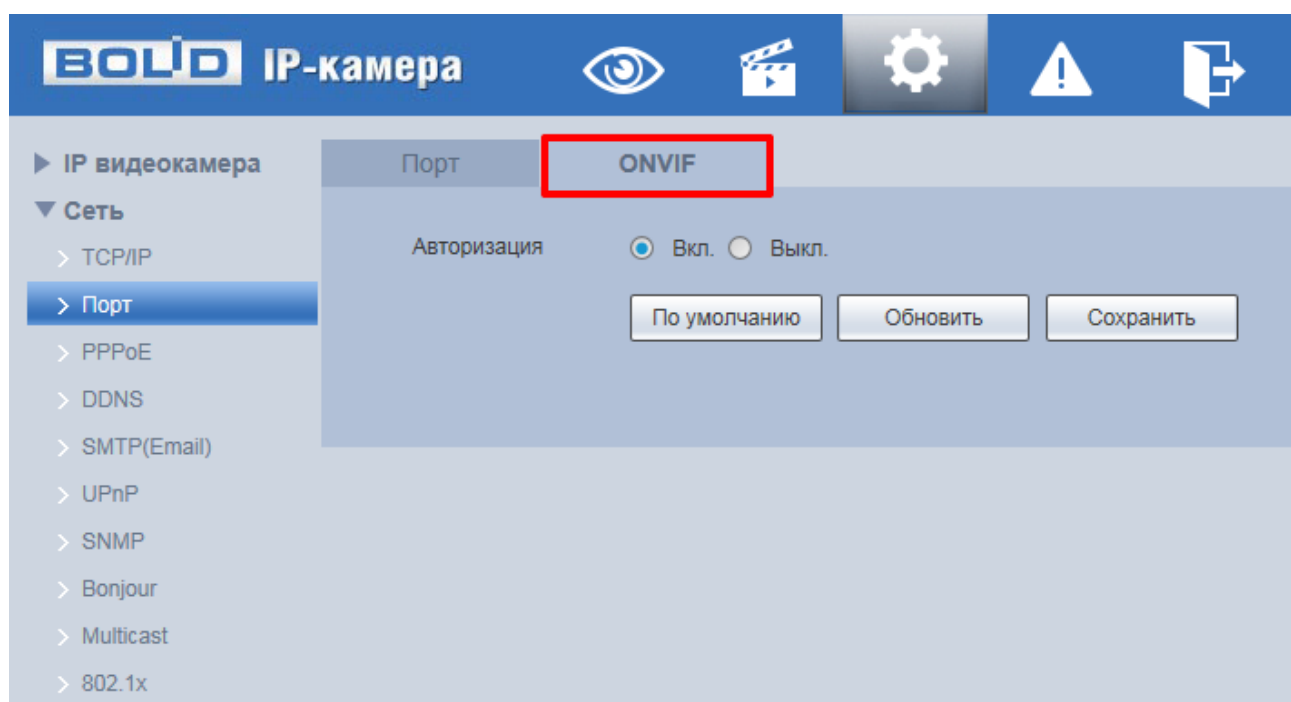 BOLID IP-камера
IP видеокамера
Порт
ONVIF
Сеть
TCP/IP
Порт
PPPoE
DDNS
SMTP(Email)
UPnP
SNMP
Bonjour
Multicast
802.1x
Авторизация Вкл. Выкл.
По умолчанию Обновить Сохранить